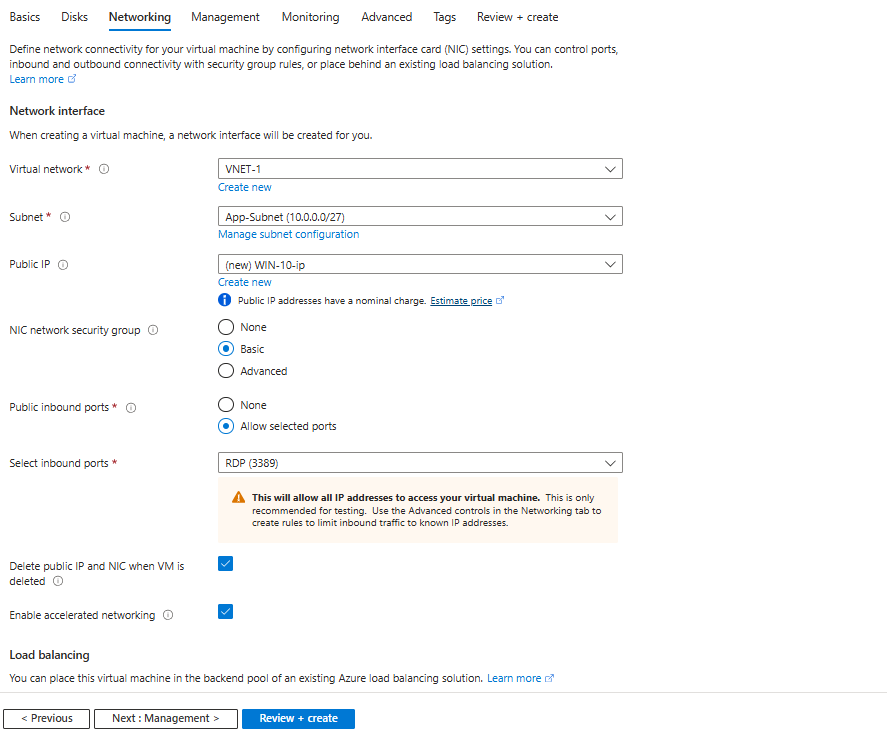 Basics Disks Networking Management Monitoring Advanced Tags Review + create
Define network connectivity for your virtual machine by configuring network interface card (NIC) settings. You can control ports,
inbound and outbound connectivity with security group rules, or place behind an existing load balancing solution.
Learn more
Network interface
When creating a virtual machine, a network interface will be created for you.
Virtual network * VNET-1
Create new
Subnet * App-Subnet (10.0.0.0/27)
Manage subnet configuration
Public IP (new) WIN-10-ip
Create new
Public IP addresses have a nominal charge. Estimate price
NIC network security group None
Basic
Advanced
Public inbound ports * None
Allow selected ports
Select inbound ports * RDP (3389)
This will allow all IP addresses to access your virtual machine. This is only
recommended for testing. Use the Advanced controls in the Networking tab to
create rules to limit inbound traffic to known IP addresses.
Delete public IP and NIC when VM is
deleted
Enable accelerated networking
Load balancing
You can place this virtual machine in the backend pool of an existing Azure load balancing solution. Learn more
< Previous Next : Management > Review + create